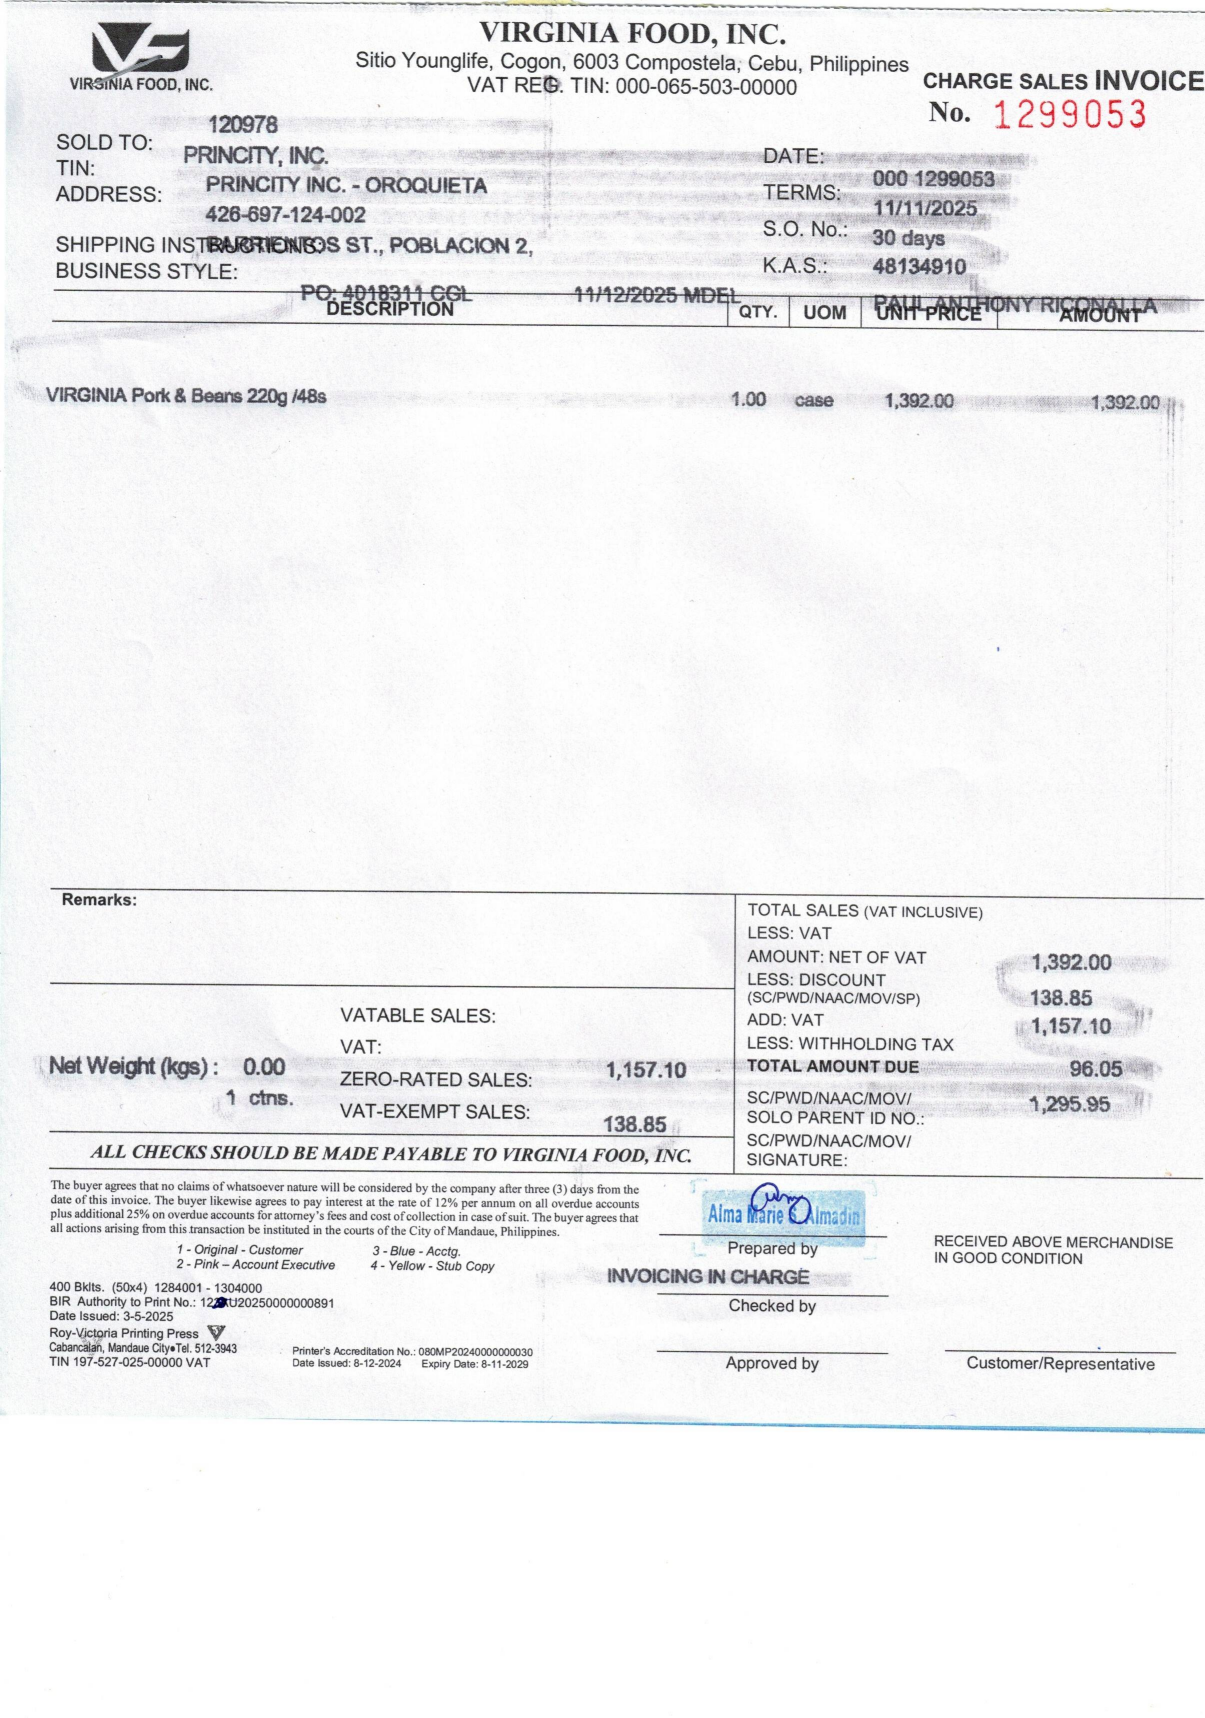 VIRGINIA FOOD, INC.
Sitio Younglife, Cogon, 6003 Compostela, Cebu, Philippines
VAT REG. TIN: 000-065-503-00000
VIRGINIA FOOD, INC.
CHARGE SALES INVOICE
No. 1299053
120978
SOLD TO: PRINCITY, INC.
TIN: PRINCITY INC. - OROQUIETA
ADDRESS: 426-697-124-002
SHIPPING INSTRUCTIONS: BARRIENTOS ST., POBLACION 2,
BUSINESS STYLE:
PO: 4018311 CGL 11/12/2025 MDEL
DATE: 000 1299053
TERMS: 11/11/2025
S.O. No.: 30 days
K.A.S.: 48134910
PAUL ANTHONY RICONALLA
DESCRIPTION QTY. UOM UNIT PRICE AMOUNT
VIRGINIA Pork & Beans 220g /48s 1.00 case 1,392.00 1,392.00
Remarks:
VATABLE SALES:
VAT:
Net Weight (kgs) : 0.00
1 ctns.
ZERO-RATED SALES: 1,157.10
VAT-EXEMPT SALES: 138.85
TOTAL SALES (VAT INCLUSIVE)
LESS: VAT
AMOUNT: NET OF VAT 1,392.00
LESS: DISCOUNT
(SC/PWD/NAAC/MOV/SP) 138.85
ADD: VAT 1,157.10
LESS: WITHHOLDING TAX
TOTAL AMOUNT DUE 96.05
SC/PWD/NAAC/MOV/ 1,295.95
SOLO PARENT ID NO.:
SC/PWD/NAAC/MOV/
SIGNATURE:
ALL CHECKS SHOULD BE MADE PAYABLE TO VIRGINIA FOOD, INC.
The buyer agrees that no claims of whatsoever nature will be considered by the company after three (3) days from the
date of this invoice. The buyer likewise agrees to pay interest at the rate of 12% per annum on all overdue accounts
plus additional 25% on overdue accounts for attorney's fees and cost of collection in case of suit. The buyer agrees that
all actions arising from this transaction be instituted in the courts of the City of Mandaue, Philippines.
1 - Original - Customer 3 - Blue - Acctg.
2 - Pink – Account Executive 4 - Yellow - Stub Copy
400 Bklts. (50x4) 1284001 - 1304000
BIR Authority to Print No.: U20250000000891
Date Issued: 3-5-2025
Roy-Victoria Printing Press
Cabancalan, Mandaue City•Tel. 512-3943
TIN 197-527-025-00000 VAT
Printer's Accreditation No.: 080MP20240000000030
Date Issued: 8-12-2024 Expiry Date: 8-11-2029
Alma Marie Almadin
Prepared by
INVOICING IN CHARGE
Checked by
Approved by
RECEIVED ABOVE MERCHANDISE
IN GOOD CONDITION
Customer/Representative